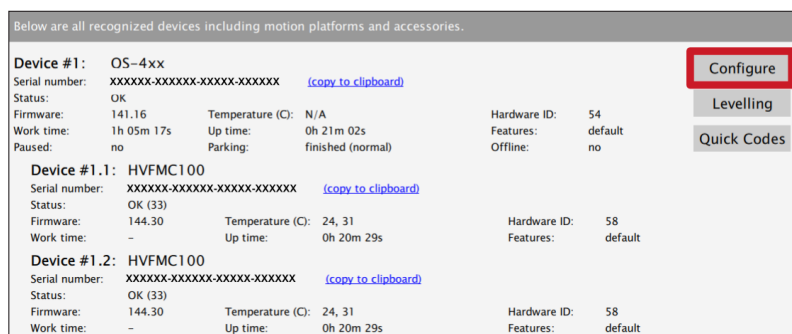 Below are all recognized devices including motion platforms and accessories.
Device #1: OS-4xx
Configure
Serial number: XXXXXX-XXXXXX-XXXXX-XXXXXX (copy to clipboard)
Status: OK
Levelling
Firmware: 141.16 Temperature (C): N/A Hardware ID: 54
Work time: 1h 05m 17s Up time: 0h 21m 02s Features: default
Quick Codes
Paused: no Parking: finished (normal) Offline: no
Device #1.1: HVFMC100
Serial number: XXXXXX-XXXXXX-XXXXX-XXXXXX (copy to clipboard)
Status: OK (33)
Firmware: 144.30 Temperature (C): 24, 31 Hardware ID: 58
Work time: – Up time: 0h 20m 29s Features: default
Device #1.2: HVFMC100
Serial number: XXXXXX-XXXXXX-XXXXX-XXXXXX (copy to clipboard)
Status: OK (33)
Firmware: 144.30 Temperature (C): 24, 31 Hardware ID: 58
Work time: – Up time: 0h 20m 29s Features: default